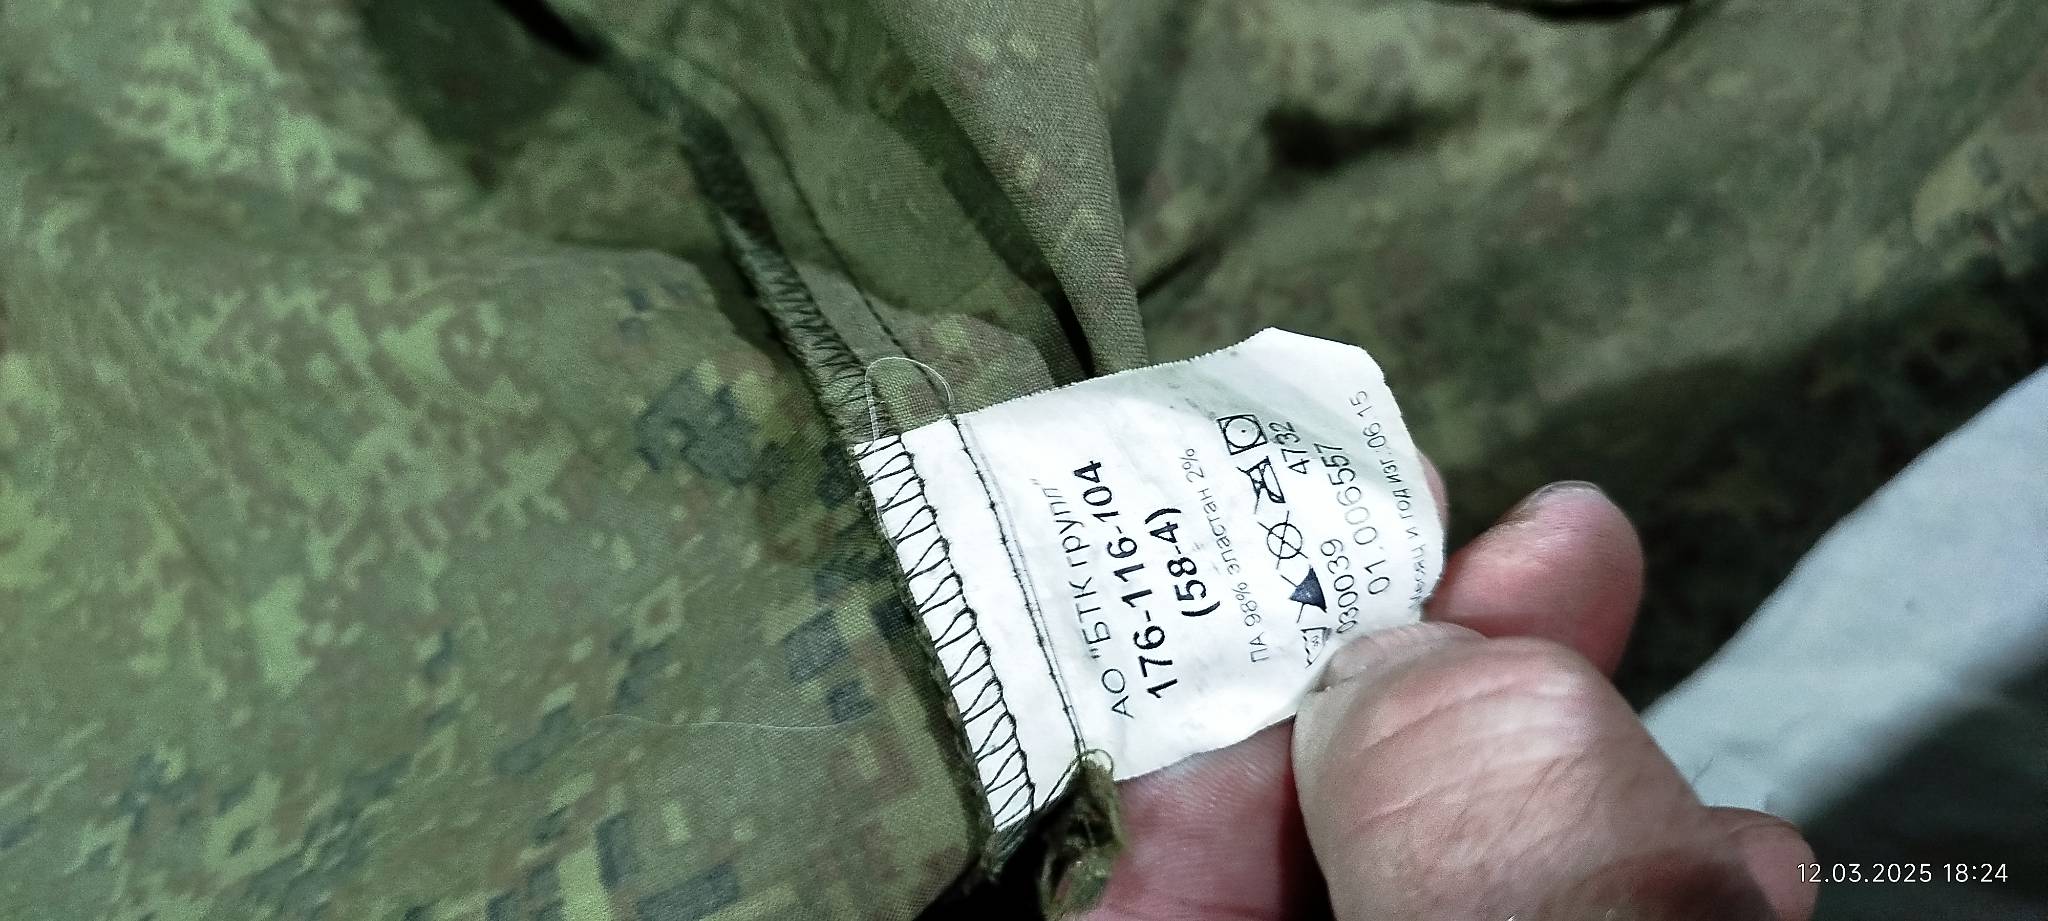 АО "БТК групп"
176-116-104
(58-4)
ПА 98% эластан 2%
4732
030039
01.0065557
месяц и год изг.:06.15
12.03.2025 18:24